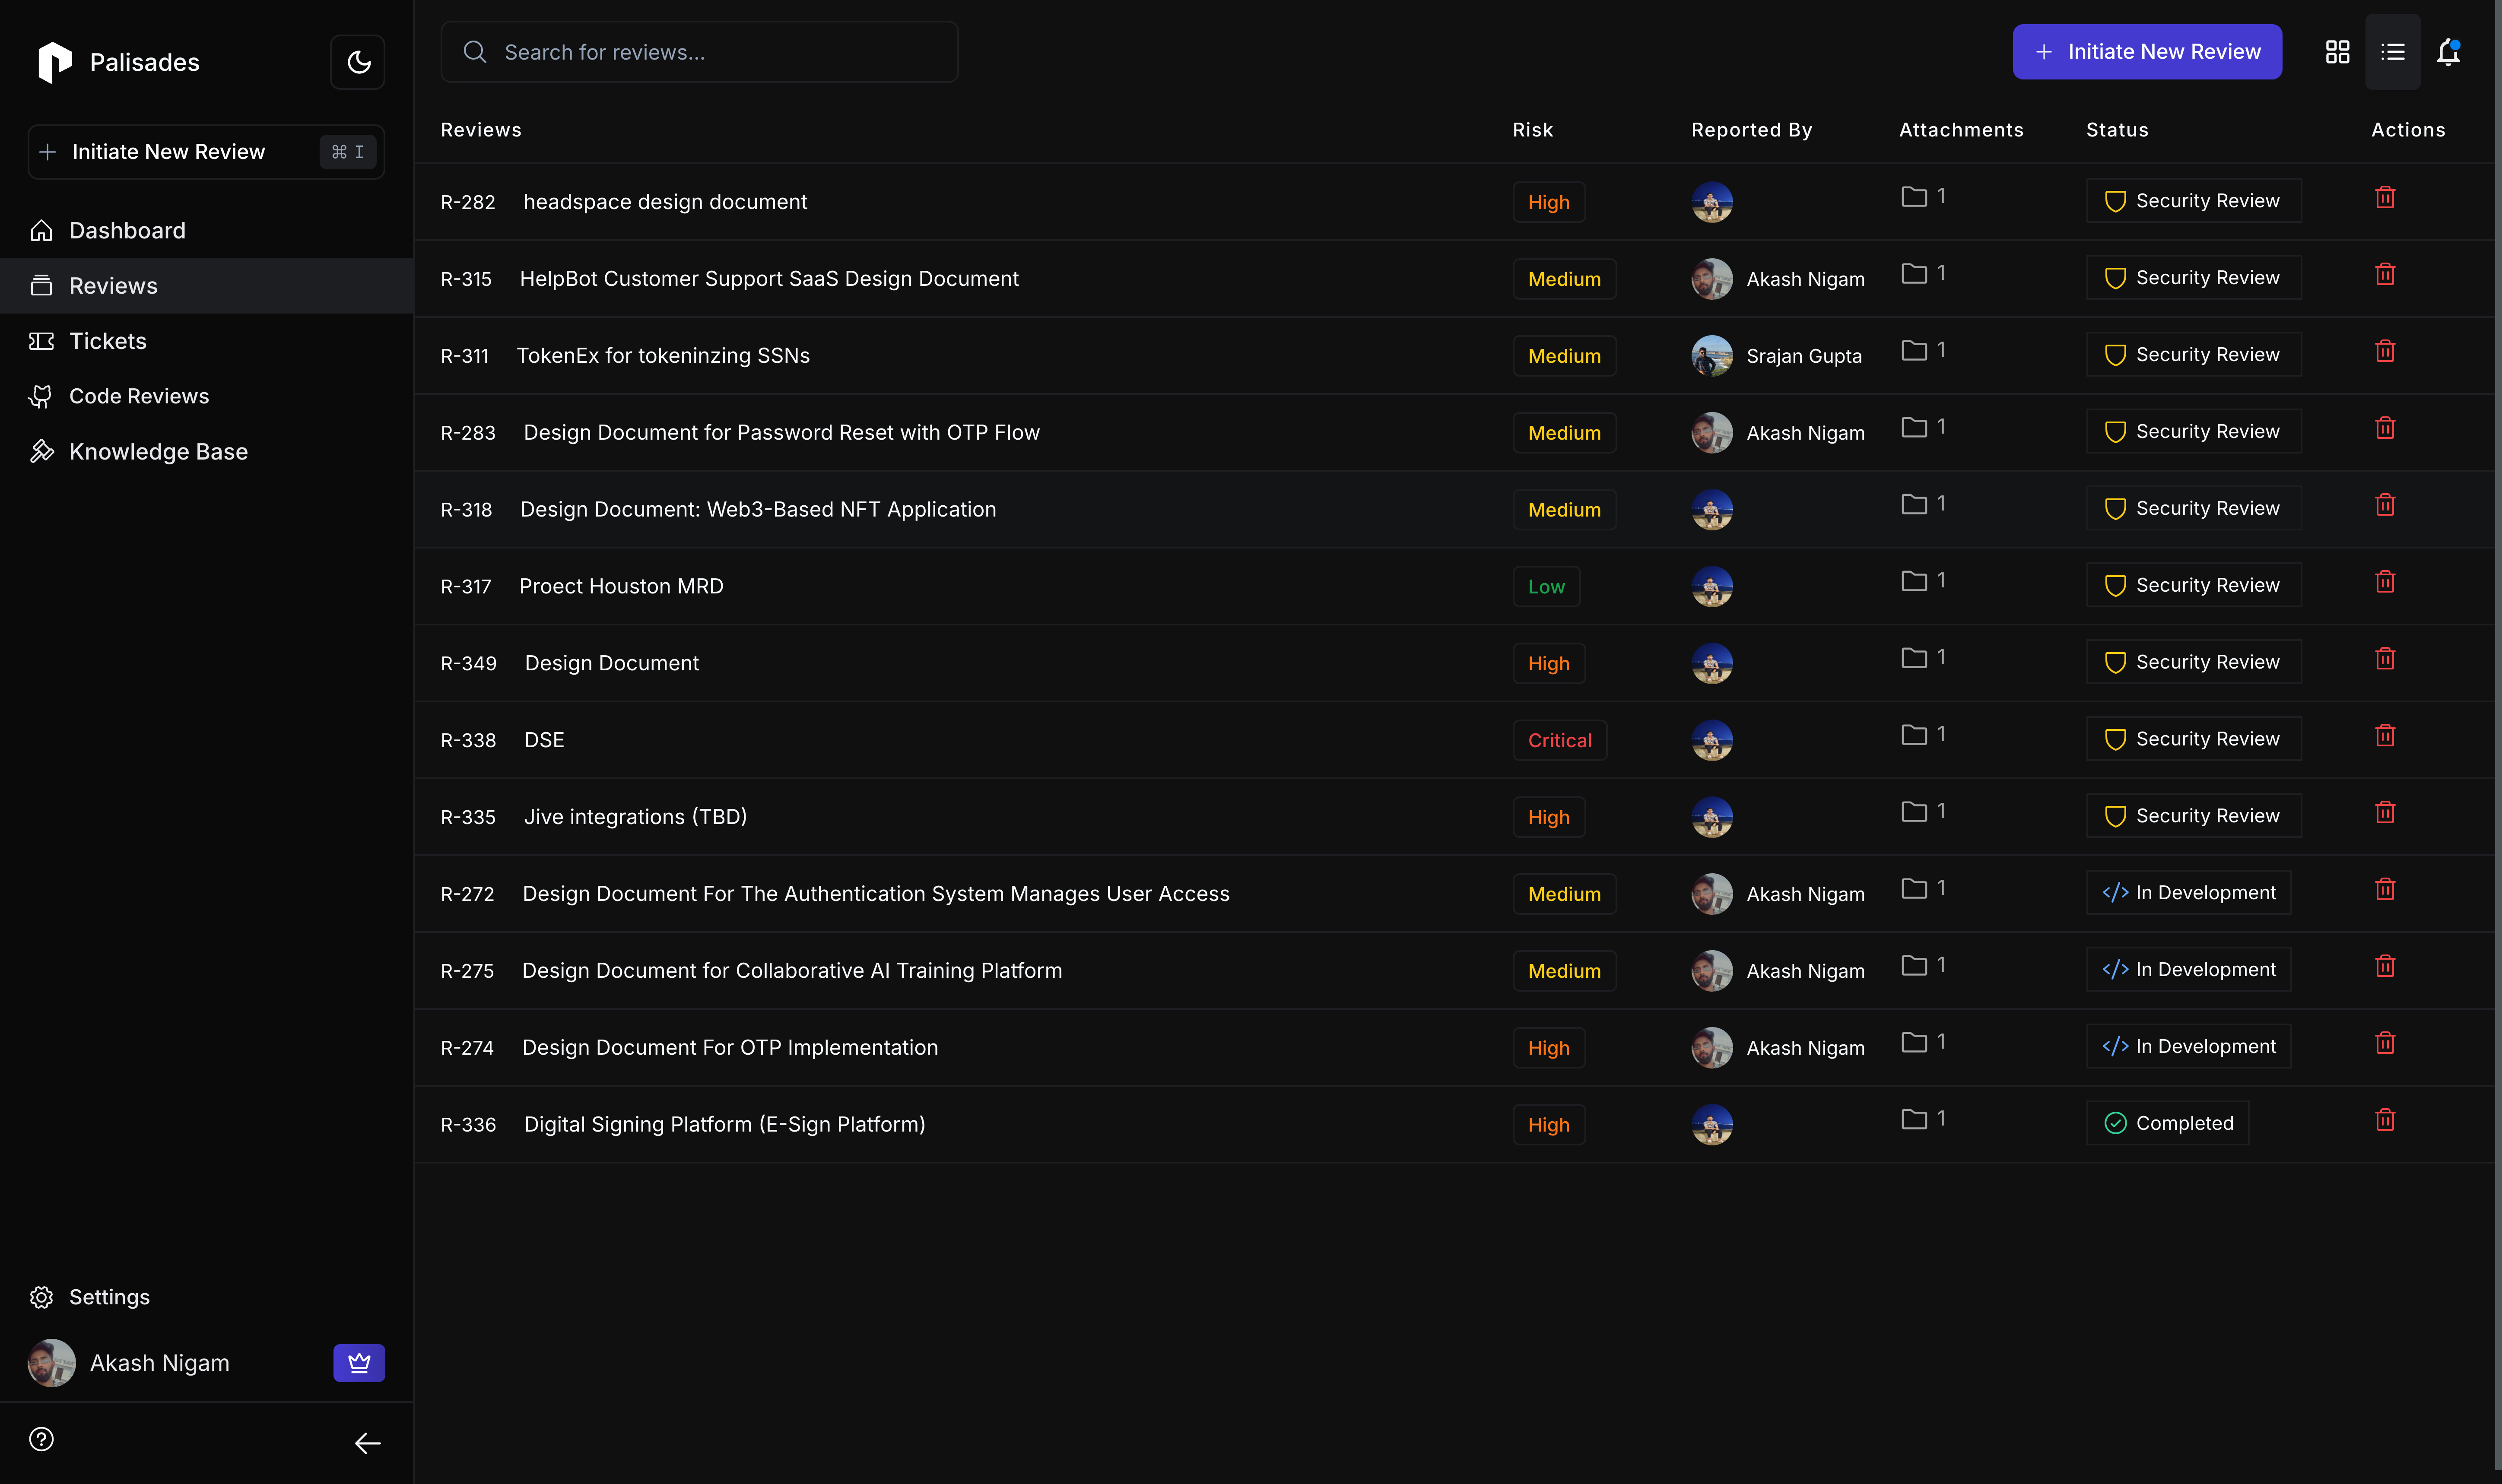 Palisades
Initiate New Review ⌘ I
Dashboard
Reviews
Tickets
Code Reviews
Knowledge Base
Settings
Akash Nigam
Search for reviews...
Initiate New Review
Reviews Risk Reported By Attachments Status Actions
R-282 headspace design document High 1 Security Review
R-315 HelpBot Customer Support SaaS Design Document Medium Akash Nigam 1 Security Review
R-311 TokenEx for tokeninzing SSNs Medium Srajan Gupta 1 Security Review
R-283 Design Document for Password Reset with OTP Flow Medium Akash Nigam 1 Security Review
R-318 Design Document: Web3-Based NFT Application Medium 1 Security Review
R-317 Proect Houston MRD Low 1 Security Review
R-349 Design Document High 1 Security Review
R-338 DSE Critical 1 Security Review
R-335 Jive integrations (TBD) High 1 Security Review
R-272 Design Document For The Authentication System Manages User Access Medium Akash Nigam 1 </> In Development
R-275 Design Document for Collaborative AI Training Platform Medium Akash Nigam 1 </> In Development
R-274 Design Document For OTP Implementation High Akash Nigam 1 </> In Development
R-336 Digital Signing Platform (E-Sign Platform) High 1 Completed